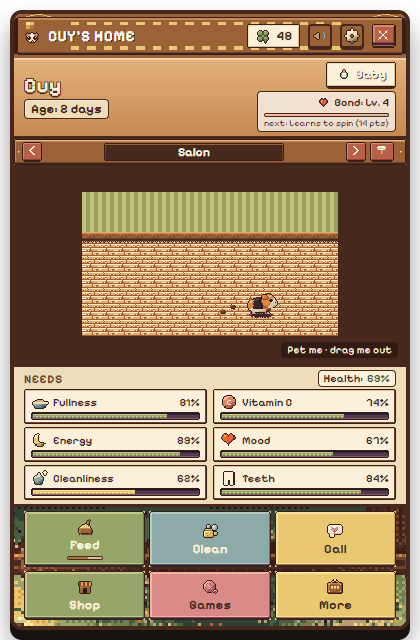 GUY'S HOME
48
Guy
Baby
Age: 2 days
Bond: Lv. 4
next: learns to spin (14 pts)
Salon
Pet me · drag me out
NEEDS
Health: 69%
Fullness 81%
Vitamin C 74%
Energy 89%
Mood 67%
Cleanliness 62%
Teeth 84%
Feed
Clean
Call
Shop
Games
More